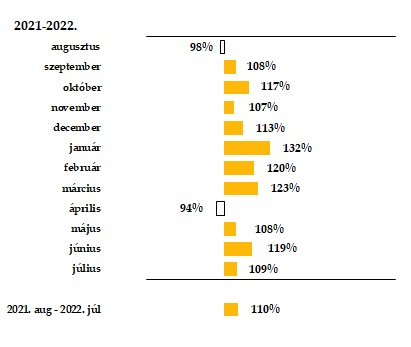 2021-2022.
augusztus 98%
szeptember 108%
október 117%
november 107%
december 113%
január 132%
február 120%
március 123%
április 94%
május 108%
június 119%
július 109%
2021. aug - 2022. júl 110%